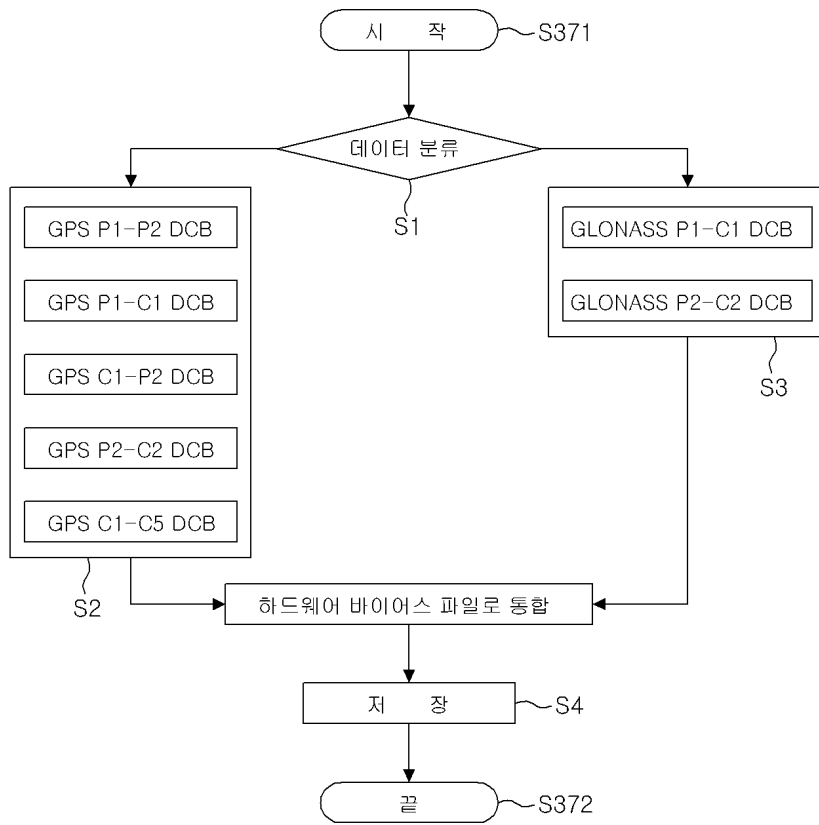 시 작
S371
데이터 분류
S1
GPS P1-P2 DCB
GPS P1-C1 DCB
GPS C1-P2 DCB
GPS P2-C2 DCB
GPS C1-C5 DCB
S2
GLONASS P1-C1 DCB
GLONASS P2-C2 DCB
S3
하드웨어 바이어스 파일로 통합
저 장
S4
끝
S372